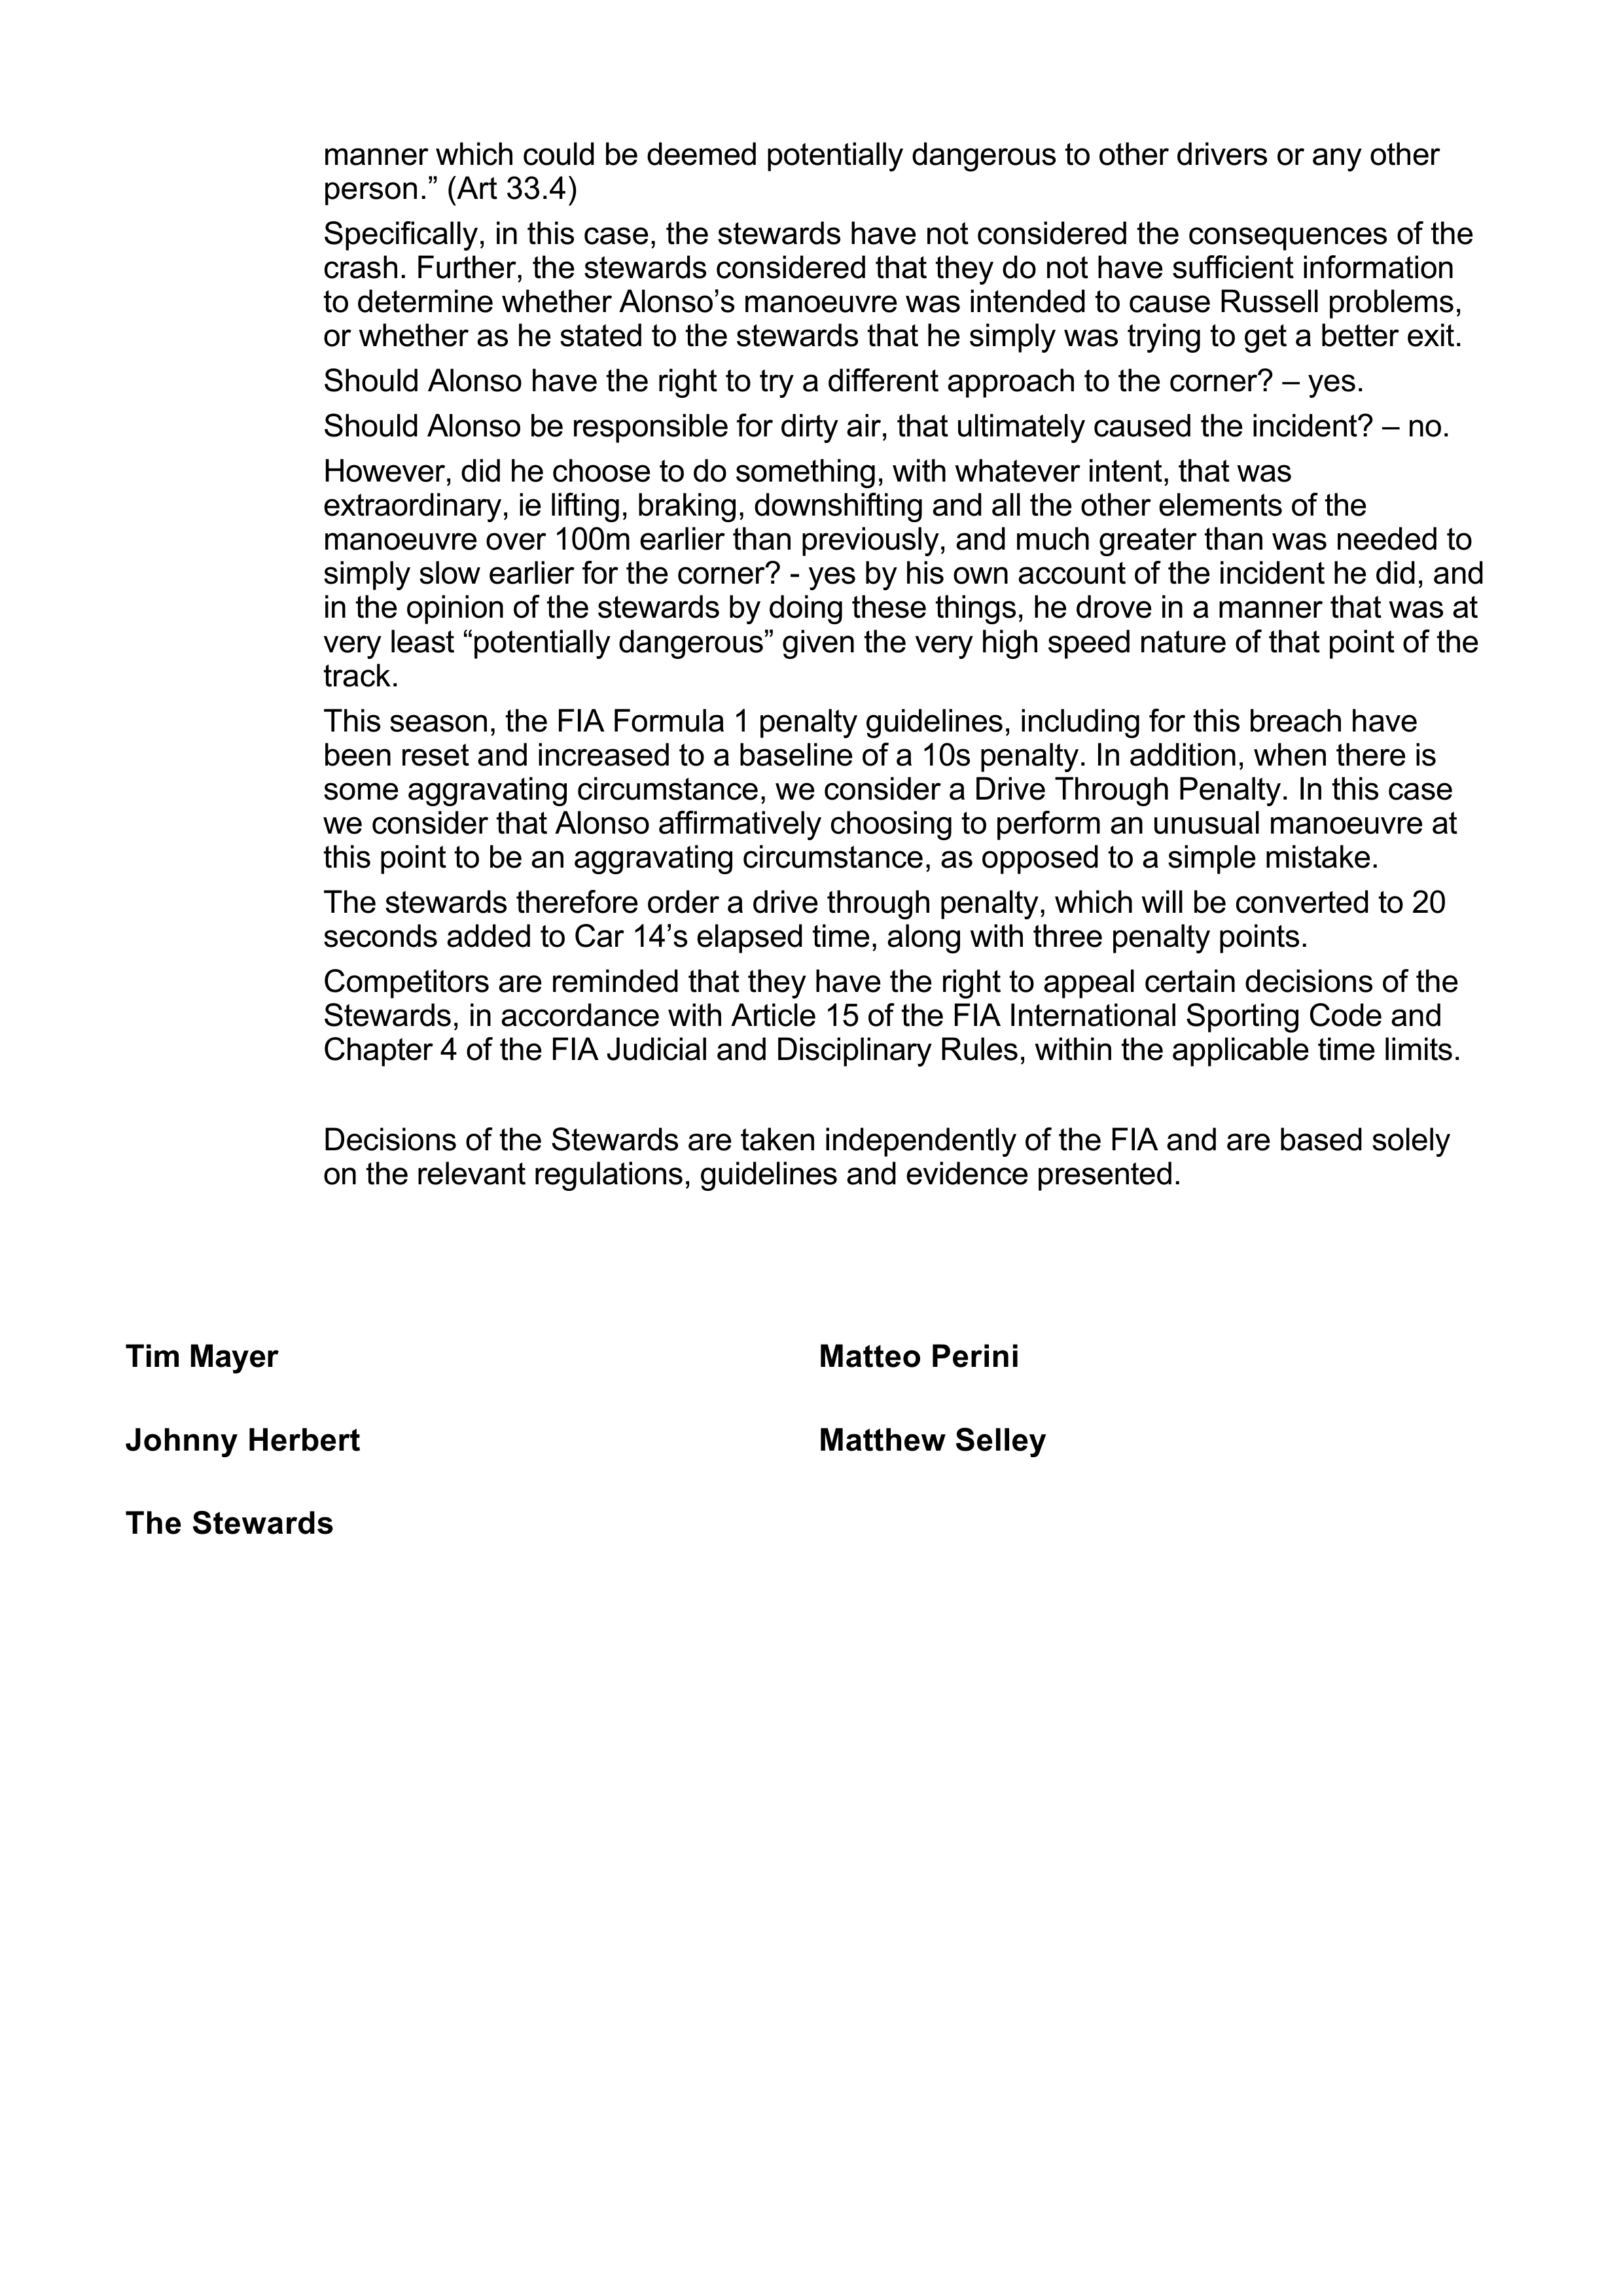 manner which could be deemed potentially dangerous to other drivers or any other
person.” (Art 33.4)
Specifically, in this case, the stewards have not considered the consequences of the
crash. Further, the stewards considered that they do not have sufficient information
to determine whether Alonso’s manoeuvre was intended to cause Russell problems,
or whether as he stated to the stewards that he simply was trying to get a better exit.
Should Alonso have the right to try a different approach to the corner? – yes.
Should Alonso be responsible for dirty air, that ultimately caused the incident? – no.
However, did he choose to do something, with whatever intent, that was
extraordinary, ie lifting, braking, downshifting and all the other elements of the
manoeuvre over 100m earlier than previously, and much greater than was needed to
simply slow earlier for the corner? - yes by his own account of the incident he did, and
in the opinion of the stewards by doing these things, he drove in a manner that was at
very least “potentially dangerous” given the very high speed nature of that point of the
track.
This season, the FIA Formula 1 penalty guidelines, including for this breach have
been reset and increased to a baseline of a 10s penalty. In addition, when there is
some aggravating circumstance, we consider a Drive Through Penalty. In this case
we consider that Alonso affirmatively choosing to perform an unusual manoeuvre at
this point to be an aggravating circumstance, as opposed to a simple mistake.
The stewards therefore order a drive through penalty, which will be converted to 20
seconds added to Car 14’s elapsed time, along with three penalty points.
Competitors are reminded that they have the right to appeal certain decisions of the
Stewards, in accordance with Article 15 of the FIA International Sporting Code and
Chapter 4 of the FIA Judicial and Disciplinary Rules, within the applicable time limits.
Decisions of the Stewards are taken independently of the FIA and are based solely
on the relevant regulations, guidelines and evidence presented.
Tim Mayer
Matteo Perini
Johnny Herbert
Matthew Selley
The Stewards